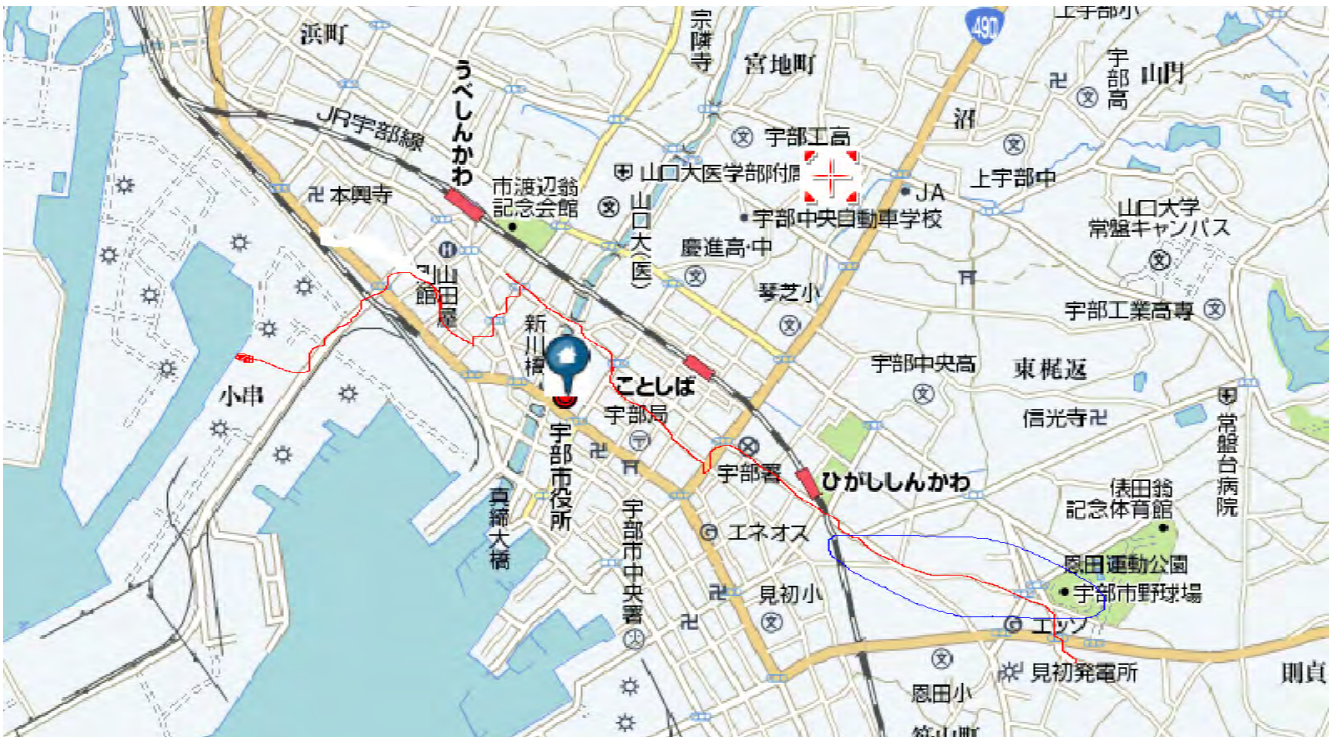 浜町
宗隣寺
宮地町
490
上宇部小
宇部高
山門
沼
うべしんかわ
JR宇部線
宇部工高
山口大医学部附属
上宇部中
JA
本興寺
市渡辺翁
記念会館
山口大(医)
宇部中央自動車学校
慶進高・中
山口大学
常盤キャンパス
琴芝小
宇部工業高専
山田屋
館
新川橋
宇部中央高
東梶返
小串
ことしば
宇部局
信光寺
常盤台病院
宇部市役所
宇部署
ひがししんかわ
俵田翁
記念体育館
真締大橋
宇部市中央署
エネオス
恩田運動公園
見初小
宇部市野球場
エッソ
見初発電所
則貞
恩田小
笹山町